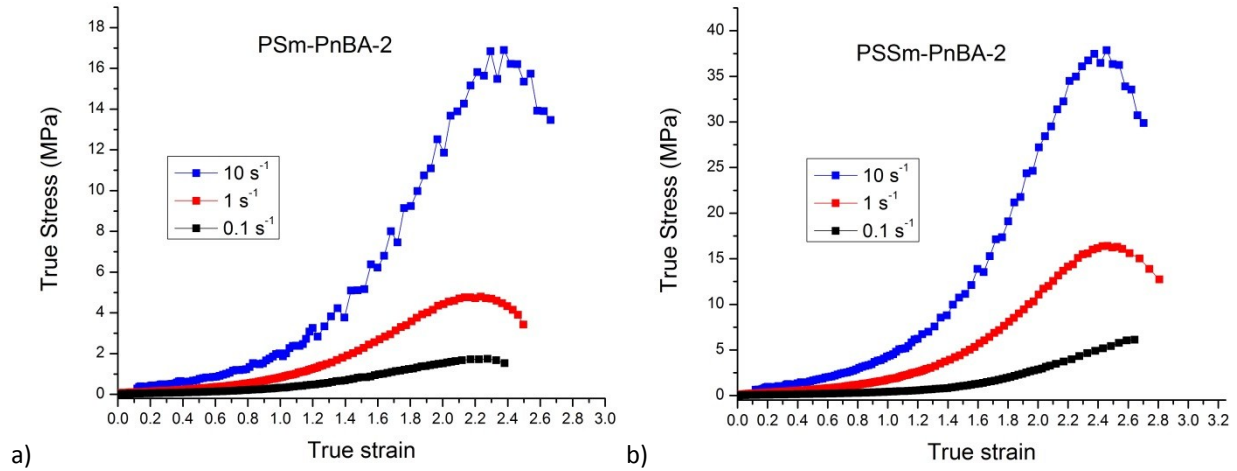 PSm-PnBA-2
True Stress (MPa)
18
16
14
12
10
8
6
4
2
0
10 s⁻¹
1 s⁻¹
0.1 s⁻¹
0.0 0.2 0.4 0.6 0.8 1.0 1.2 1.4 1.6 1.8 2.0 2.2 2.4 2.6 2.8 3.0
True strain
a)
PSSm-PnBA-2
True Stress (MPa)
40
35
30
25
20
15
10
5
0
10 s⁻¹
1 s⁻¹
0.1 s⁻¹
0.0 0.2 0.4 0.6 0.8 1.0 1.2 1.4 1.6 1.8 2.0 2.2 2.4 2.6 2.8 3.0 3.2
True strain
b)